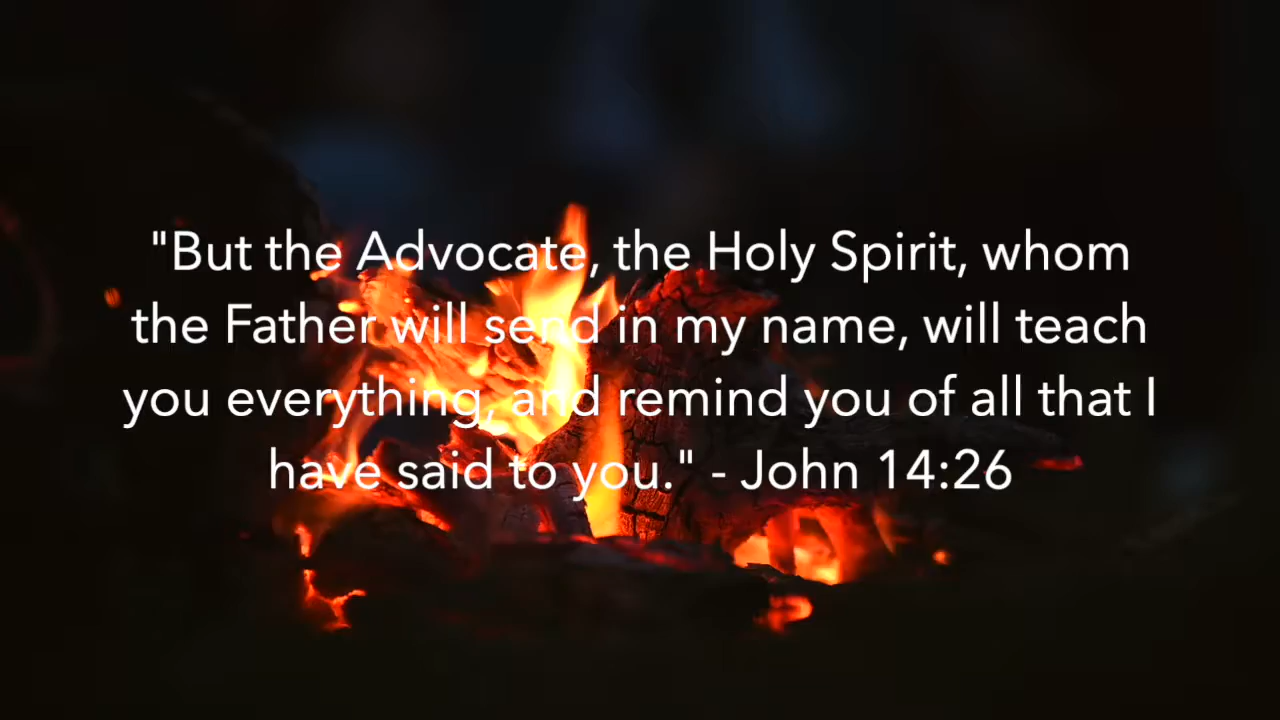 "But the Advocate, the Holy Spirit, whom
the Father will send in my name, will teach
you everything, and remind you of all that I
have said to you." - John 14:26